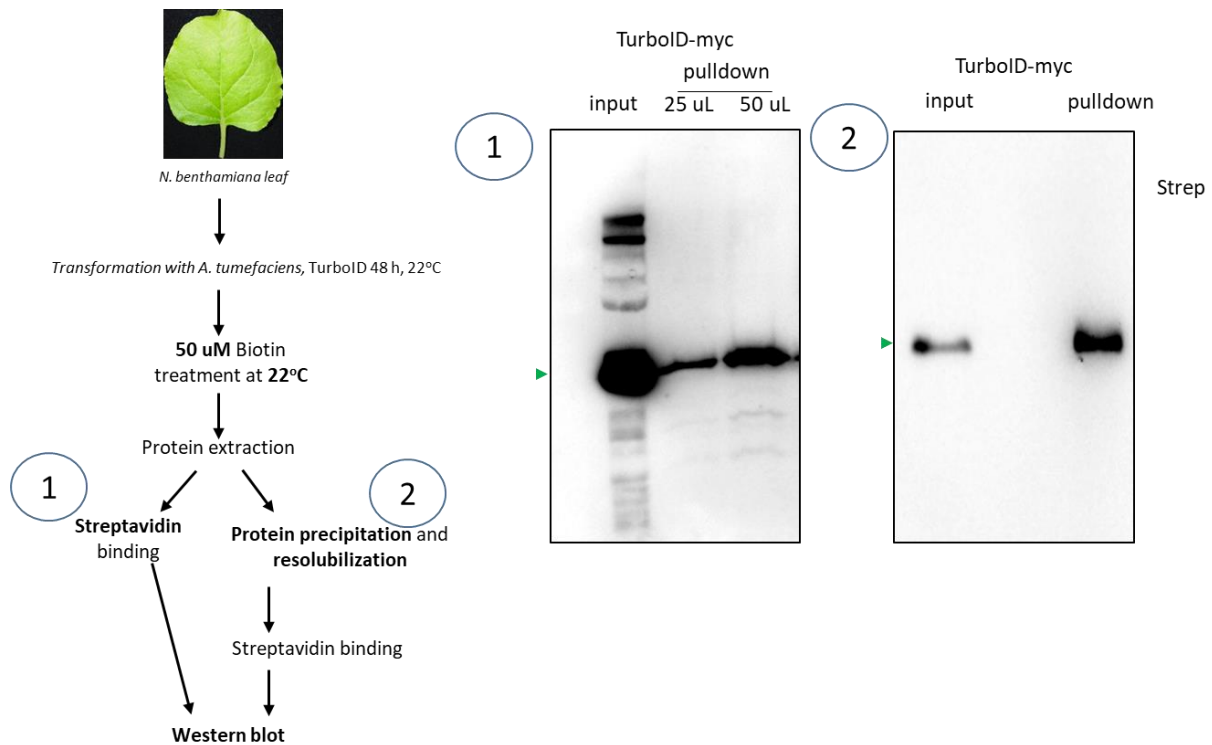 N. benthamiana leaf
Transformation with A. tumefaciens, TurboID 48 h, 22°C
50 uM Biotin
treatment at 22°C
Protein extraction
1
Streptavidin
binding
2
Protein precipitation and
resolubilization
Streptavidin binding
Western blot
TurboID-myc
pulldown
input 25 uL 50 uL
1
TurboID-myc
input pulldown
2
Strep